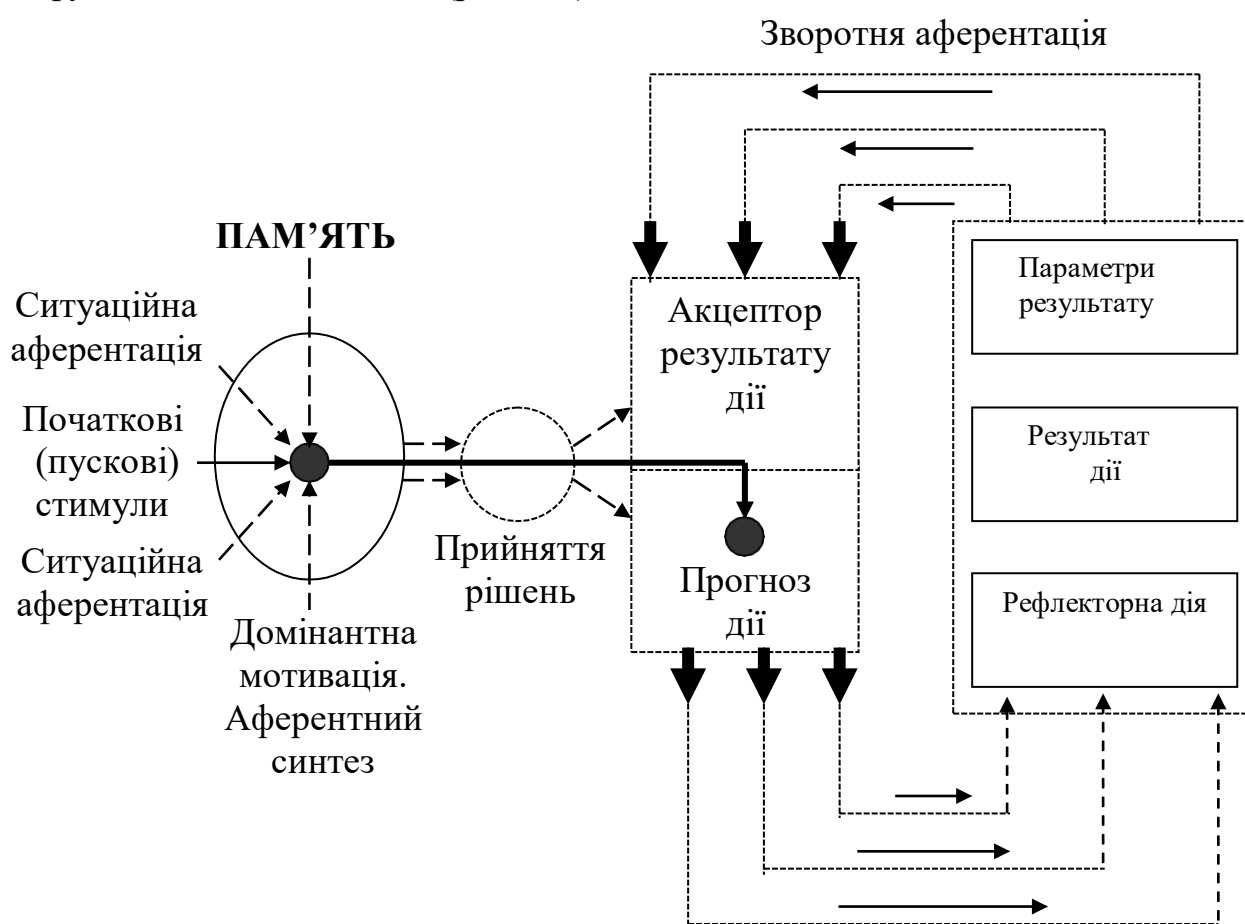 Зворотня аферентація
ПАМ’ЯТЬ
Ситуаційна
аферентація
Початкові
(пускові)
стимули
Ситуаційна
аферентація
Домінантна
мотивація.
Аферентний
синтез
Прийняття
рішень
Акцептор
результату
дії
Прогноз
дії
Параметри
результату
Результат
дії
Рефлекторна дія